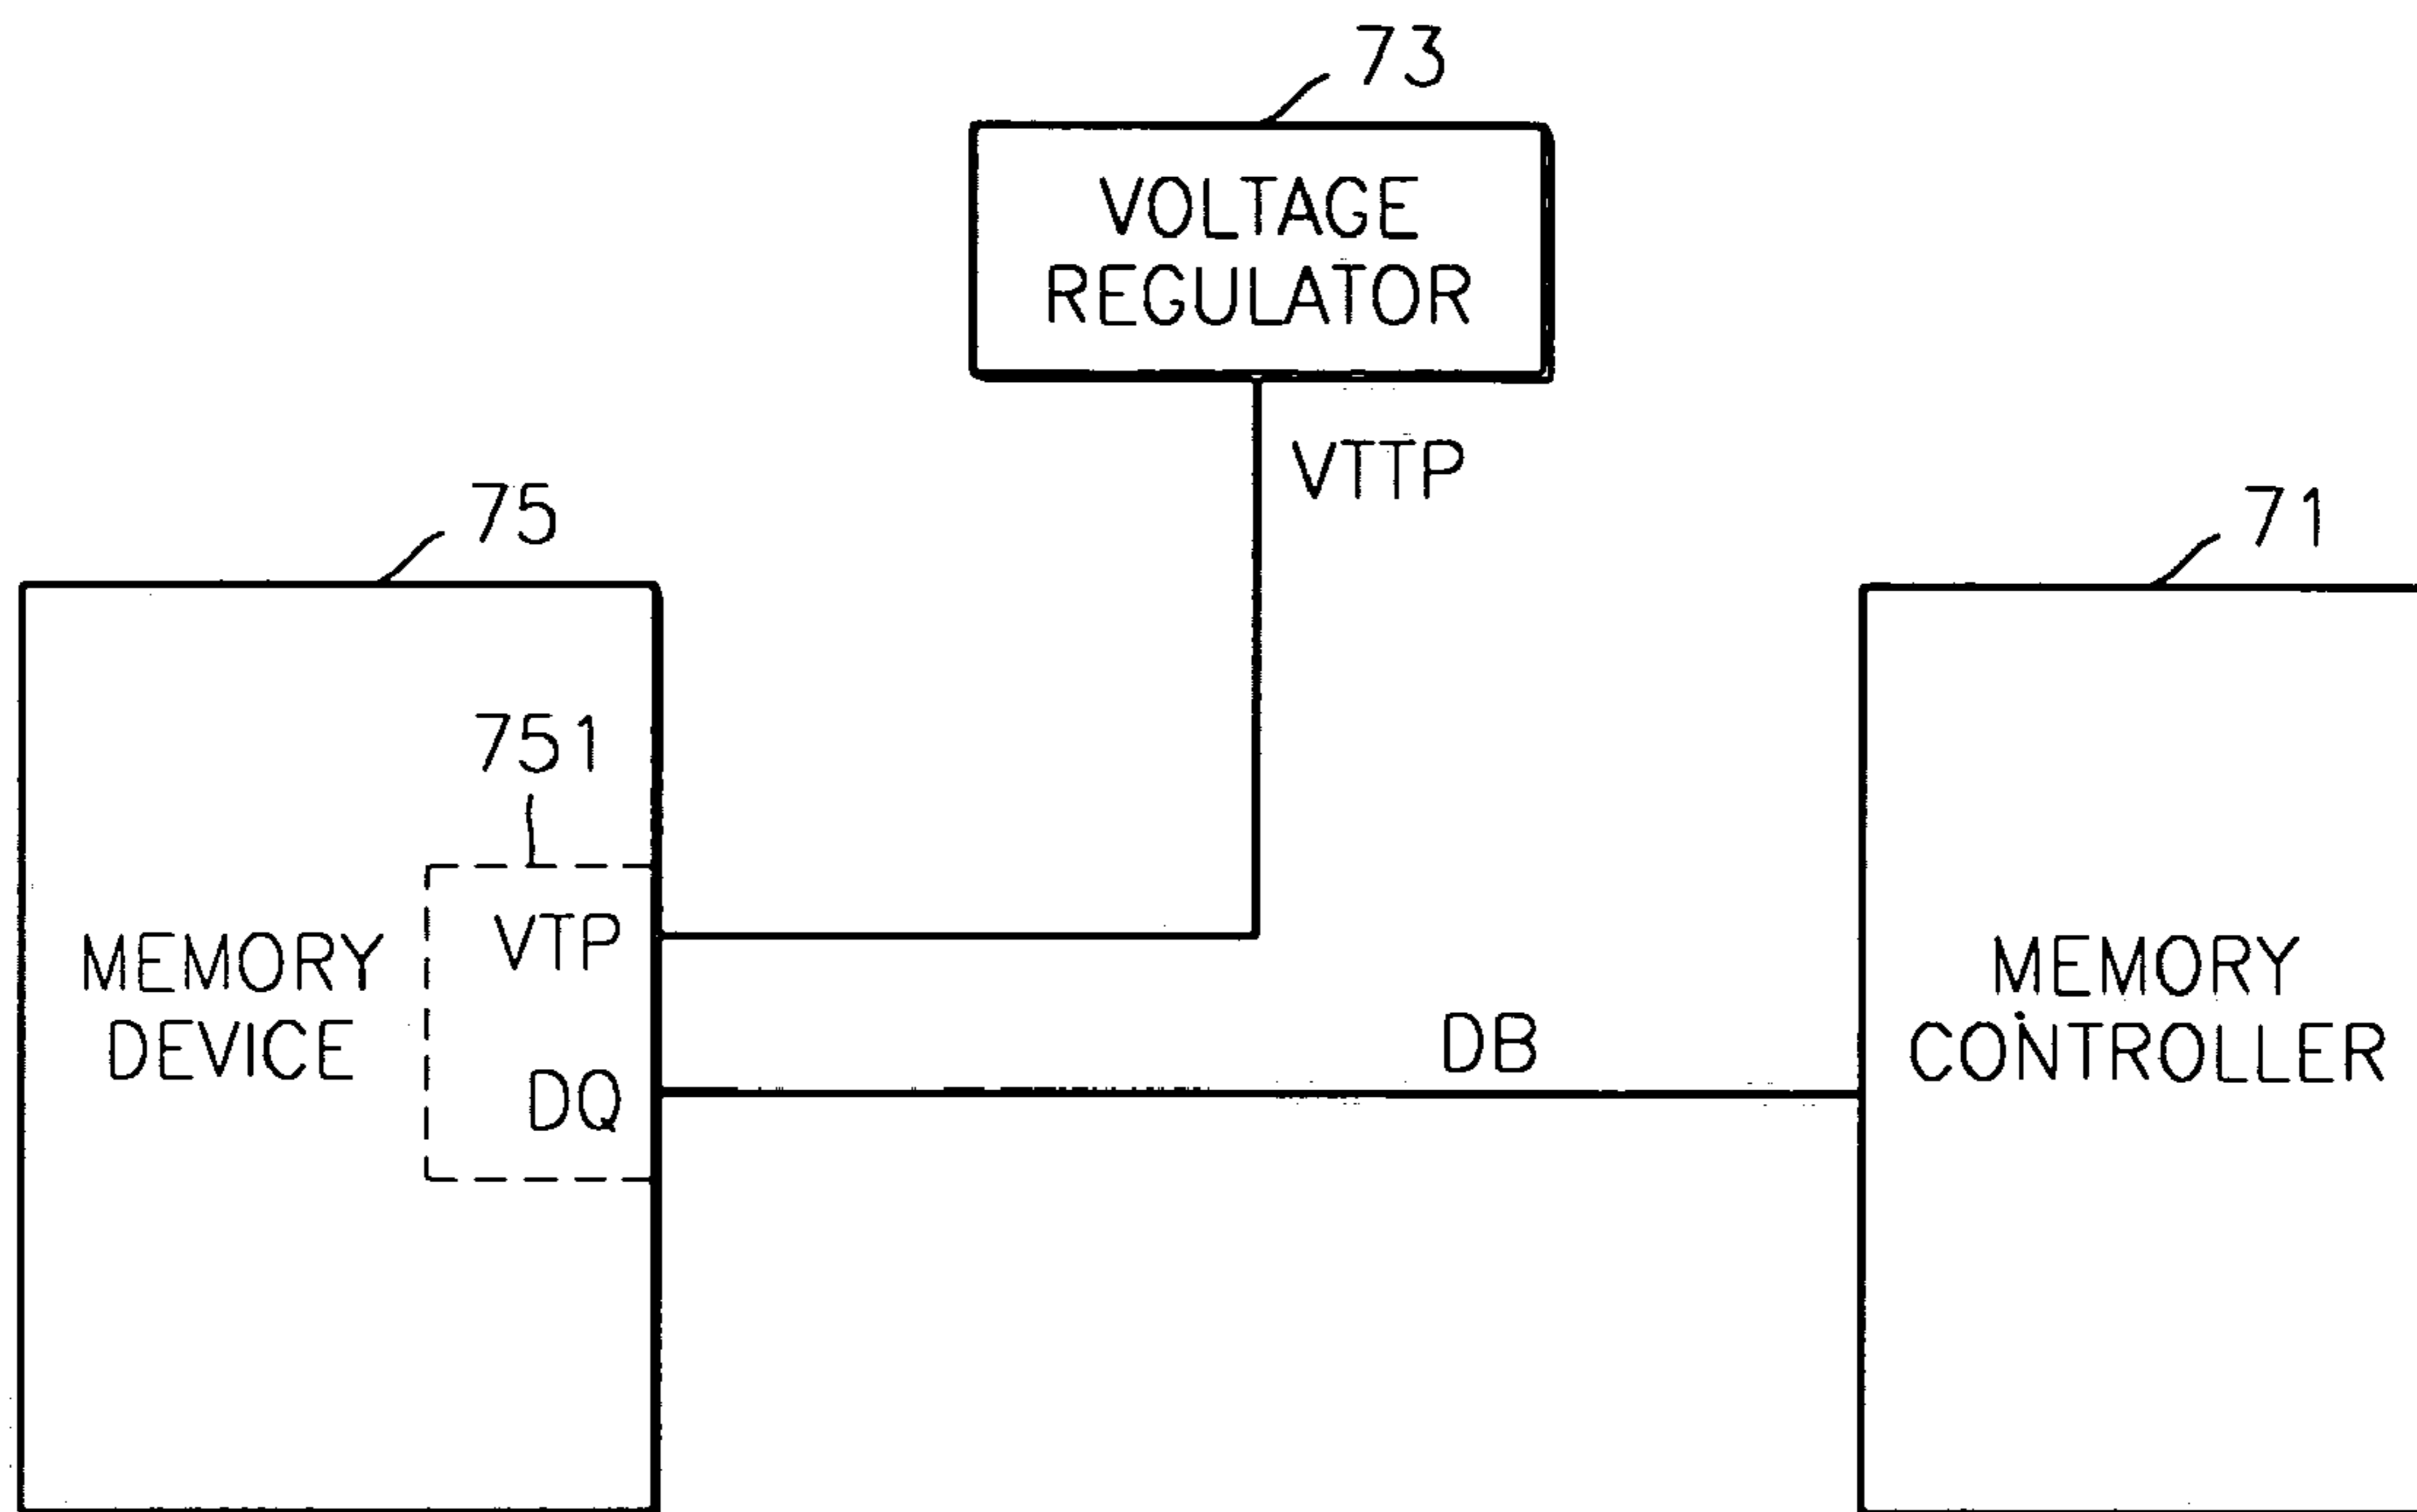 73
VOLTAGE
REGULATOR
VTTP
75
71
751
VTP
MEMORY
DEVICE
DQ
DB
MEMORY
CONTROLLER